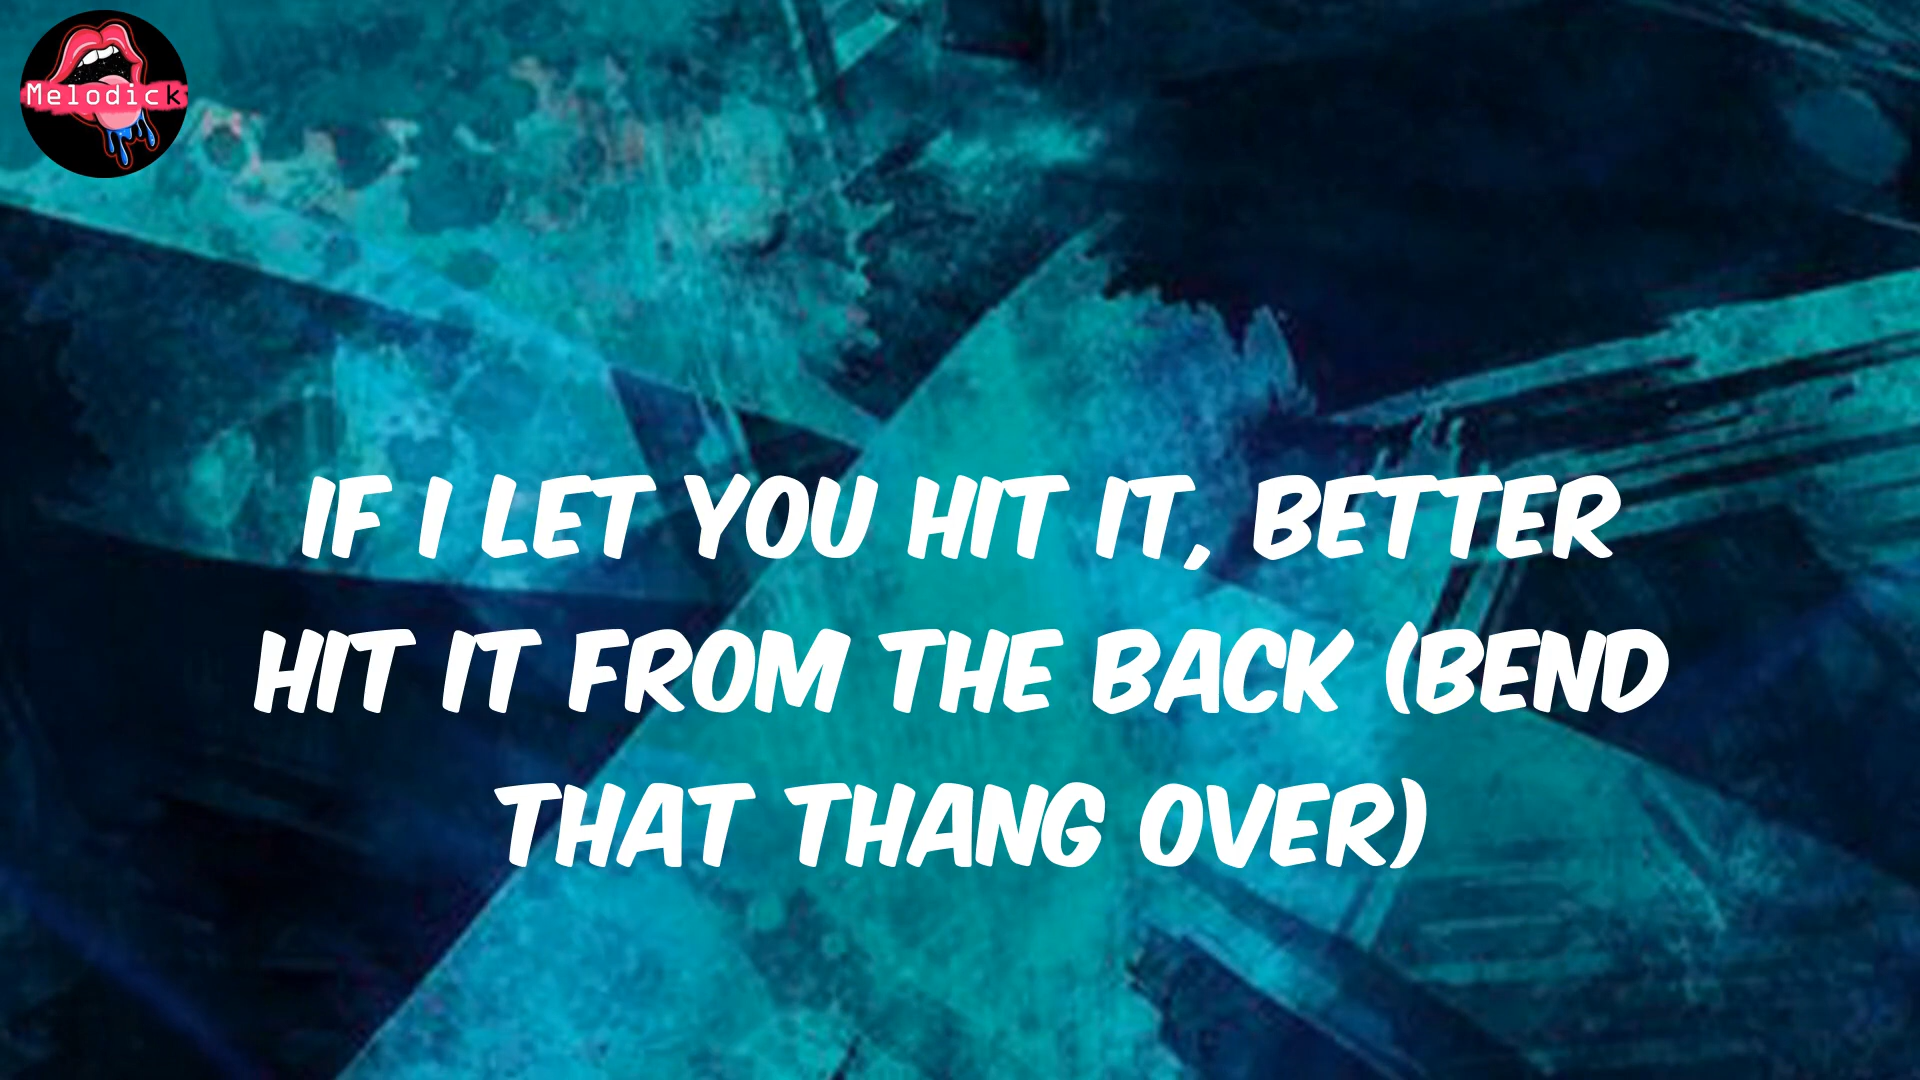 Melodick
IF I LET YOU HIT IT, BETTER
HIT IT FROM THE BACK (BEND
THAT THANG OVER)